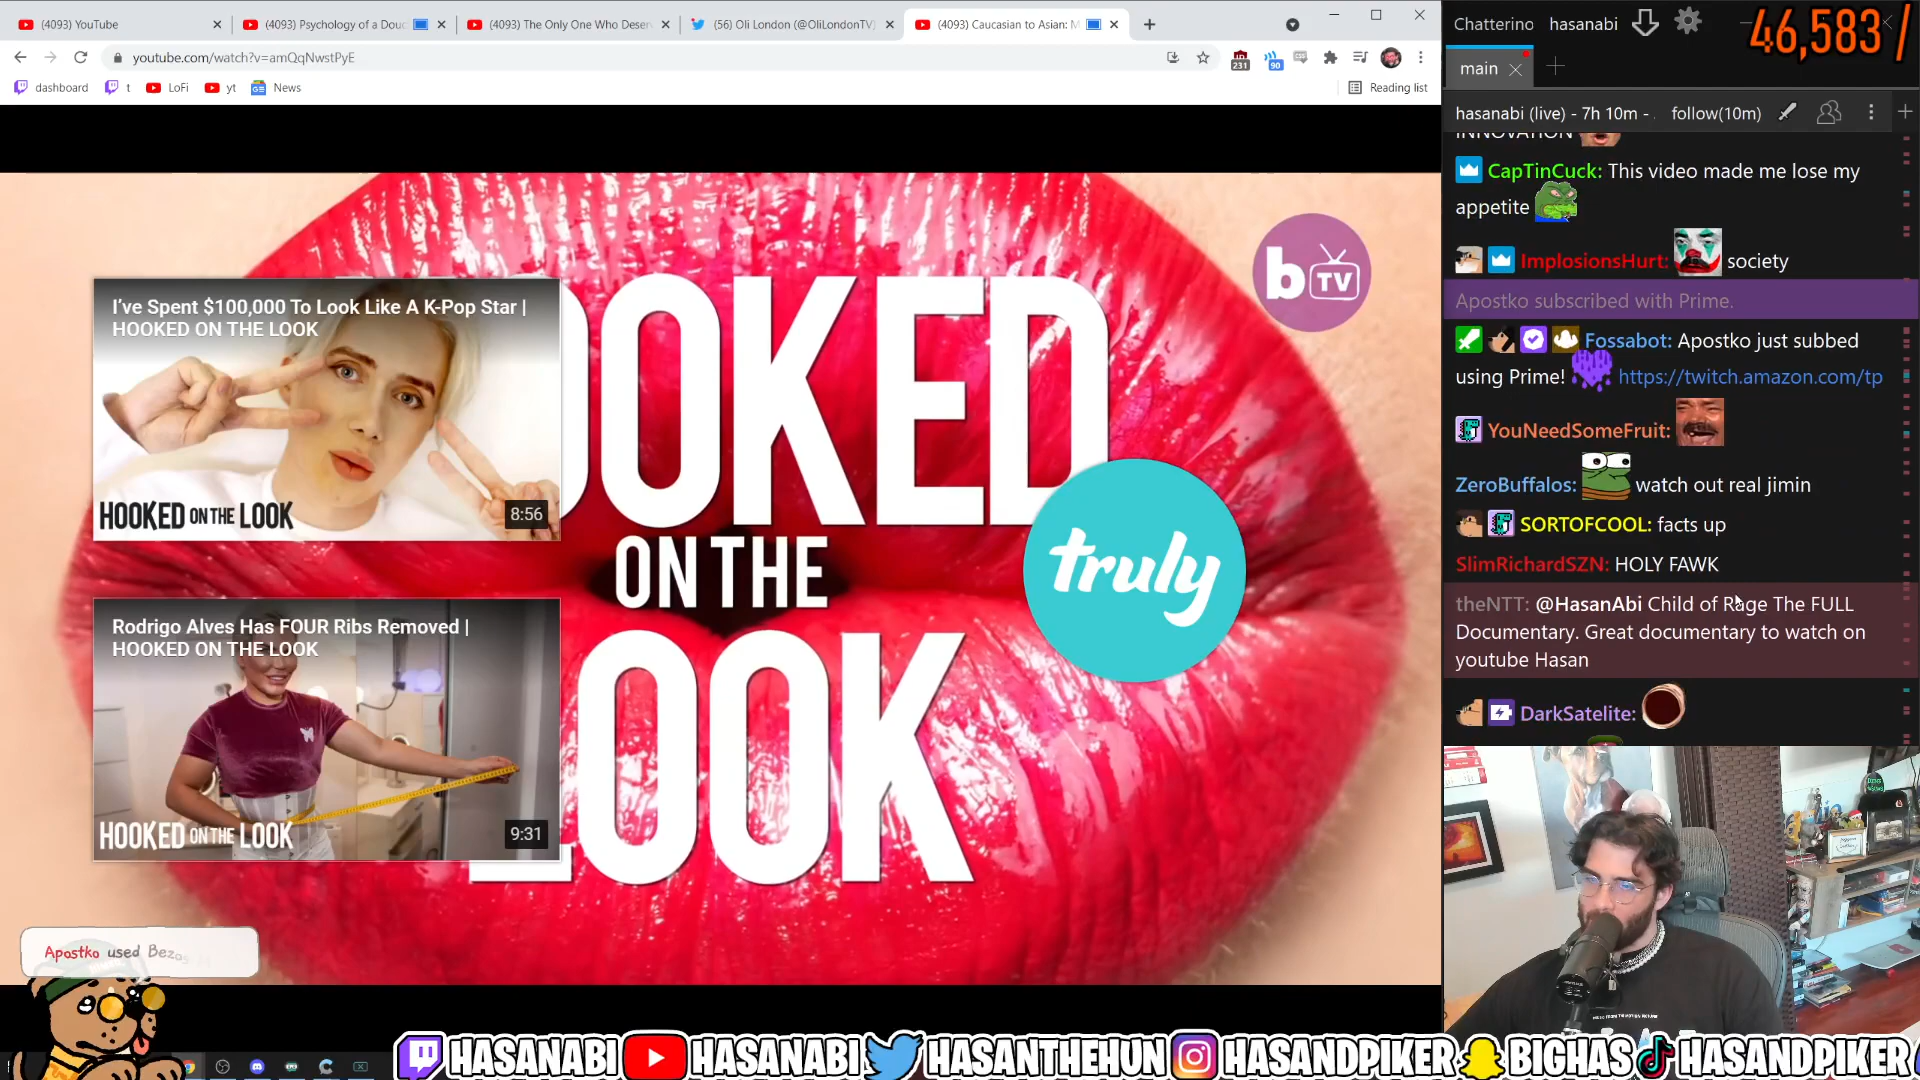 (4093) YouTube
(4093) Psychology of a Douc
(4093) The Only One Who Deser
(56) Oli London (@OliLondonTV)
(4093) Caucasian to Asian: M
youtube.com/watch?v=amQqNwstPyE
231
90
dashboard
t
LoFi
yt
News
Reading list
I've Spent $100,000 To Look Like A K-Pop Star |
HOOKED ON THE LOOK
HOOKED ON THE LOOK
8:56
Rodrigo Alves Has FOUR Ribs Removed |
HOOKED ON THE LOOK
HOOKED ON THE LOOK
9:31
OOKED
ON THE
LOOK
b TV
truly
Apostko used Bezos
Chatterino
hasanabi
46,583 /
main
hasanabi (live) - 7h 10m - .
follow(10m)
INNOVATION
CapTinCuck: This video made me lose my
appetite
ImplosionsHurt: society
Apostko subscribed with Prime.
Fossabot: Apostko just subbed
using Prime! https://twitch.amazon.com/tp
YouNeedSomeFruit:
ZeroBuffalos: watch out real jimin
SORTOFCOOL: facts up
SlimRichardSZN: HOLY FAWK
theNTT: @HasanAbi Child of Rage The FULL
Documentary. Great documentary to watch on
youtube Hasan
DarkSatelite:
HASANABI HASANABI HASANTHEHUN HASANDPIKER BIGHAS HASANDPIKER